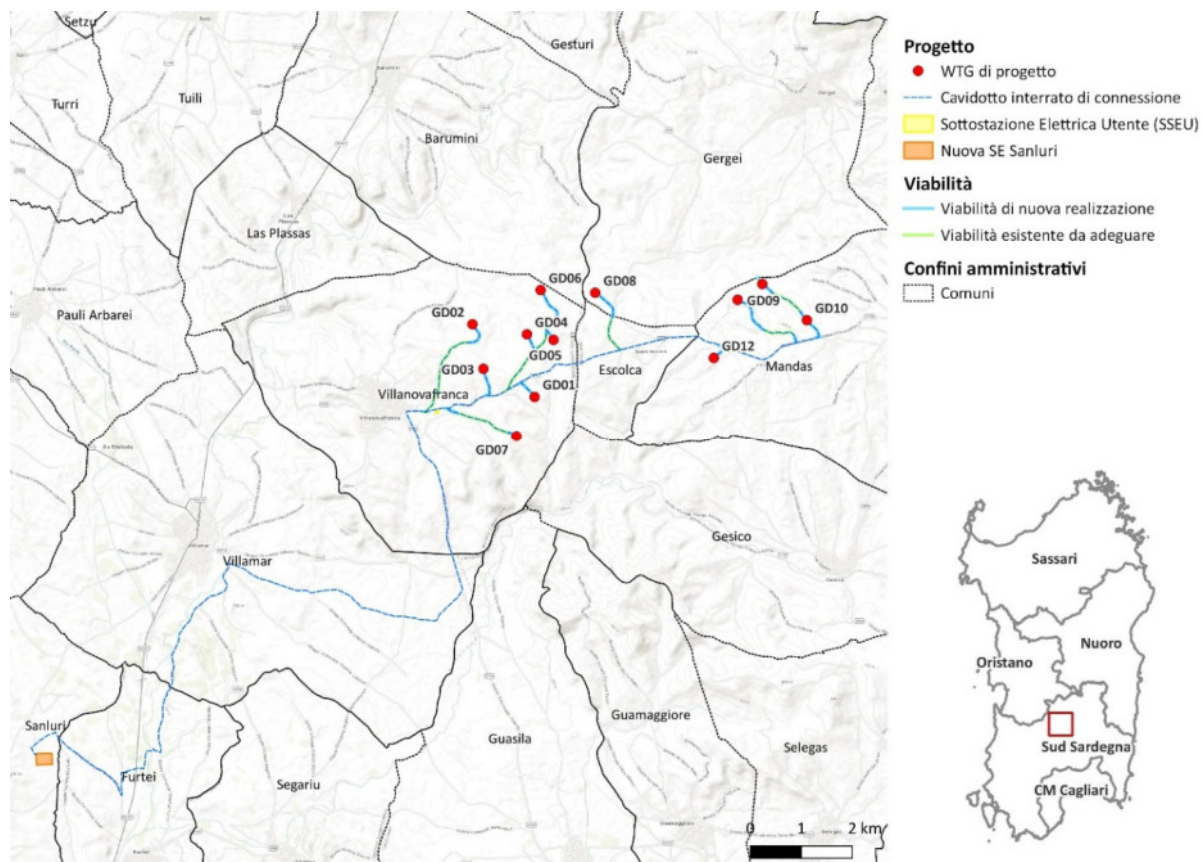 Setzu
Gesturi
Turri
Tuili
Barumini
Gergei
Las Plassas
Pauli Arbarei
GD06
GD08
GD09
GD02
GD04
GD10
GD05
GD12
GD03
Escolca
Mandas
Villanovafranca
GD01
GD07
Gesico
Villamar
Guamaggiore
Sanluri
Guasila
Selegas
Furtei
Segariu
0 1 2 km
Progetto
WTG di progetto
Cavidotto interrato di connessione
Sottostazione Elettrica Utente (SSEU)
Nuova SE Sanluri
Viabilità
Viabilità di nuova realizzazione
Viabilità esistente da adeguare
Confini amministrativi
Comuni
Sassari
Nuoro
Oristano
Sud Sardegna
CM Cagliari